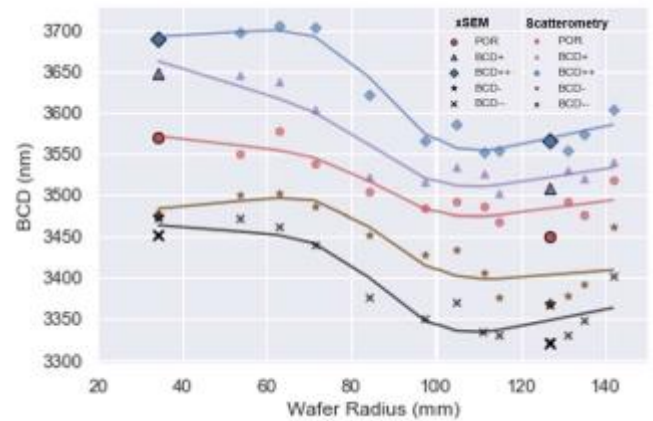 3700
3650
3600
3550
3500
3450
3400
3350
3300
BCD (nm)
20 40 60 80 100 120 140
Wafer Radius (mm)
xSEM Scatterometry
POR POR
BCD+ BCD+
BCD++ BCD++
BCD- BCD-
BCD-- BCD--